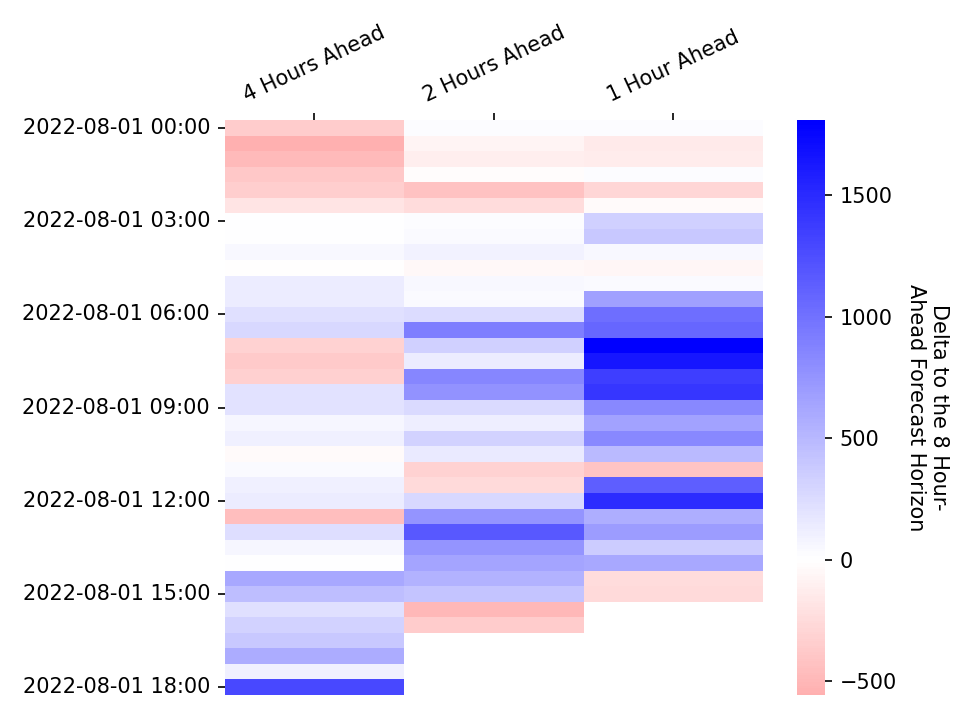 4 Hours Ahead
2 Hours Ahead
1 Hour Ahead
2022-08-01 00:00
2022-08-01 03:00
2022-08-01 06:00
2022-08-01 09:00
2022-08-01 12:00
2022-08-01 15:00
2022-08-01 18:00
1500
1000
500
0
−500
Delta to the 8 Hour-
Ahead Forecast Horizon